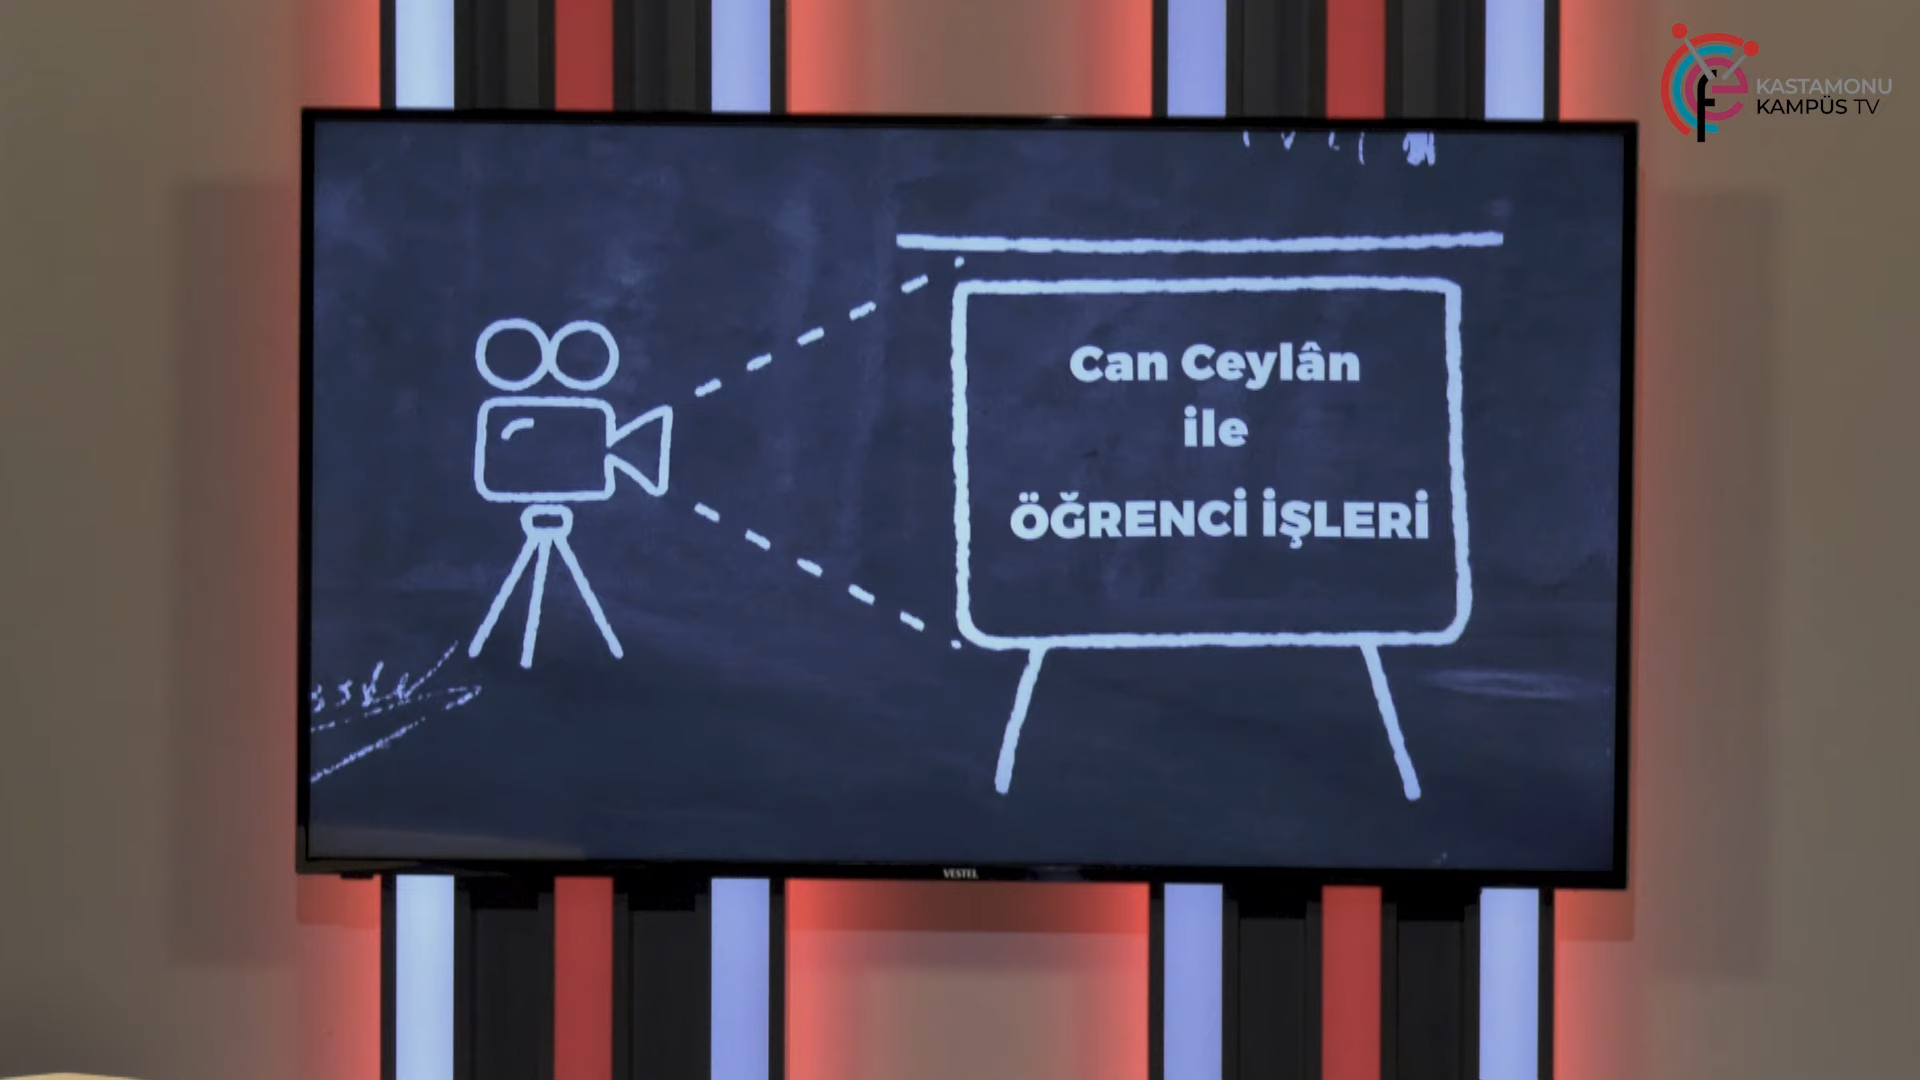 KASTAMONU
KAMPÜS TV
Can Ceylân
ile
ÖĞRENCİ İŞLERİ
VESTEL